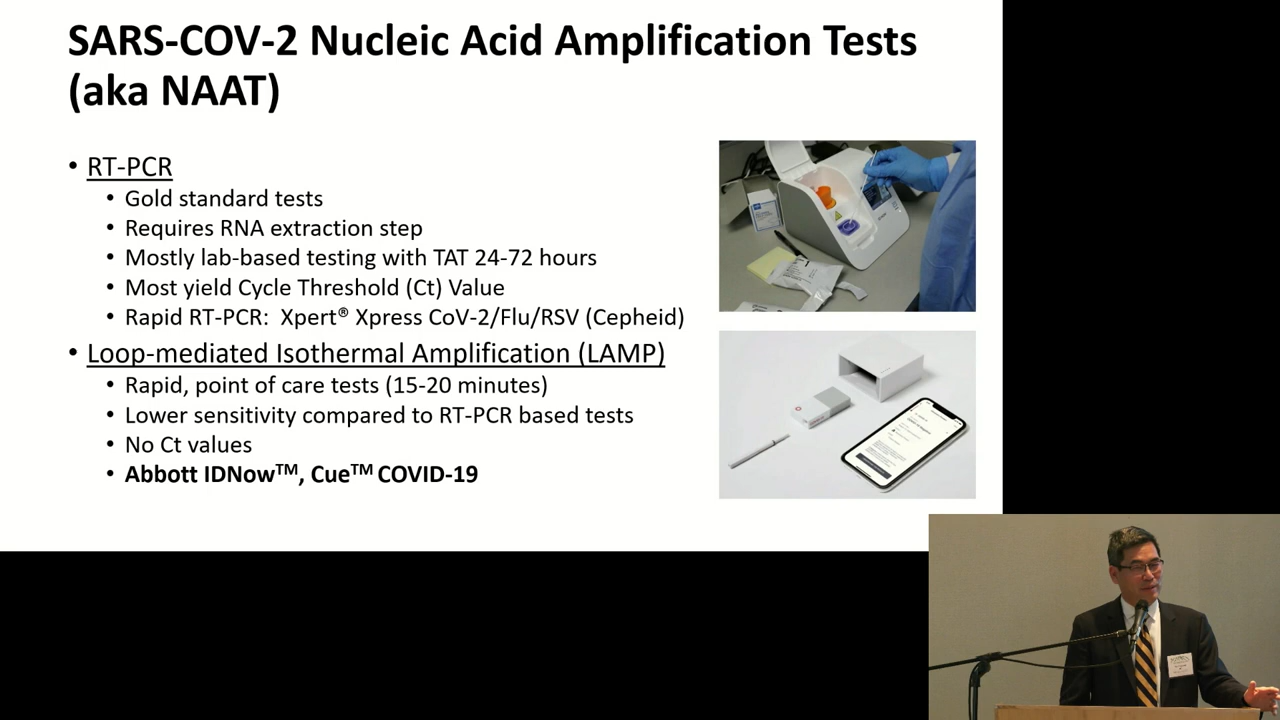 SARS-COV-2 Nucleic Acid Amplification Tests
(aka NAAT)
• RT-PCR
• Gold standard tests
• Requires RNA extraction step
• Mostly lab-based testing with TAT 24-72 hours
• Most yield Cycle Threshold (Ct) Value
• Rapid RT-PCR: Xpert® Xpress CoV-2/Flu/RSV (Cepheid)
• Loop-mediated Isothermal Amplification (LAMP)
• Rapid, point of care tests (15-20 minutes)
• Lower sensitivity compared to RT-PCR based tests
• No Ct values
• Abbott IDNow™, Cue™ COVID-19